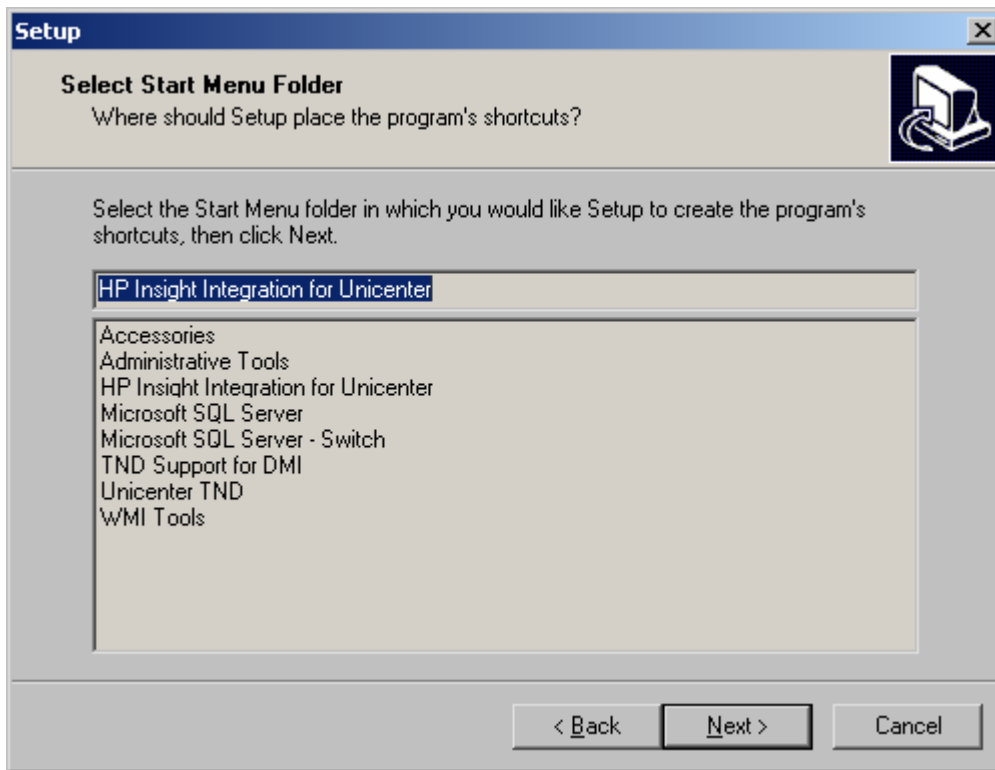 Setup
Select Start Menu Folder
Where should Setup place the program's shortcuts?
Select the Start Menu folder in which you would like Setup to create the program's
shortcuts, then click Next.
HP Insight Integration for Unicenter
Accessories
Administrative Tools
HP Insight Integration for Unicenter
Microsoft SQL Server
Microsoft SQL Server - Switch
TND Support for DMI
Unicenter TND
WMI Tools
< Back
Next >
Cancel